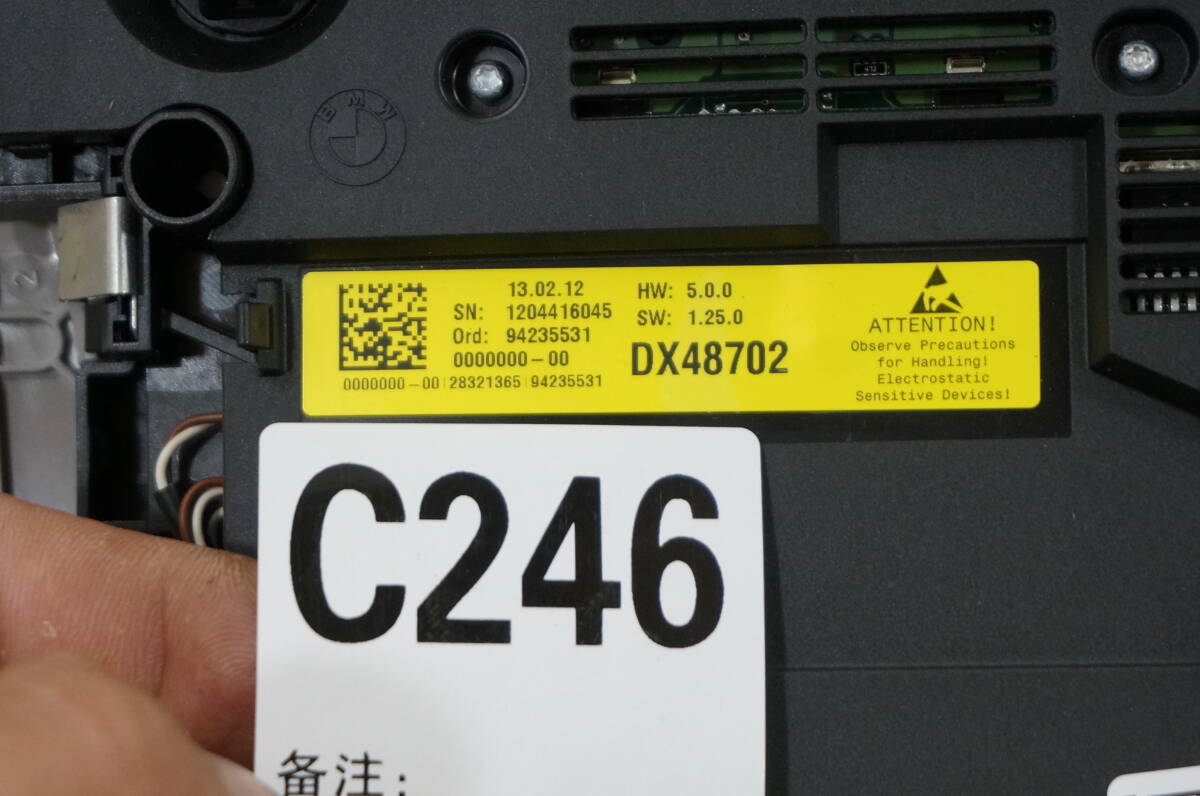 BMW
2
13.02.12
SN: 1204416045
Ord: 94235531
0000000-00
0000000-00|28321365|94235531
HW: 5.0.0
SW: 1.25.0
DX48702
ATTENTION!
Observe Precautions
for Handling!
Electrostatic
Sensitive Devices!
C246
备注: